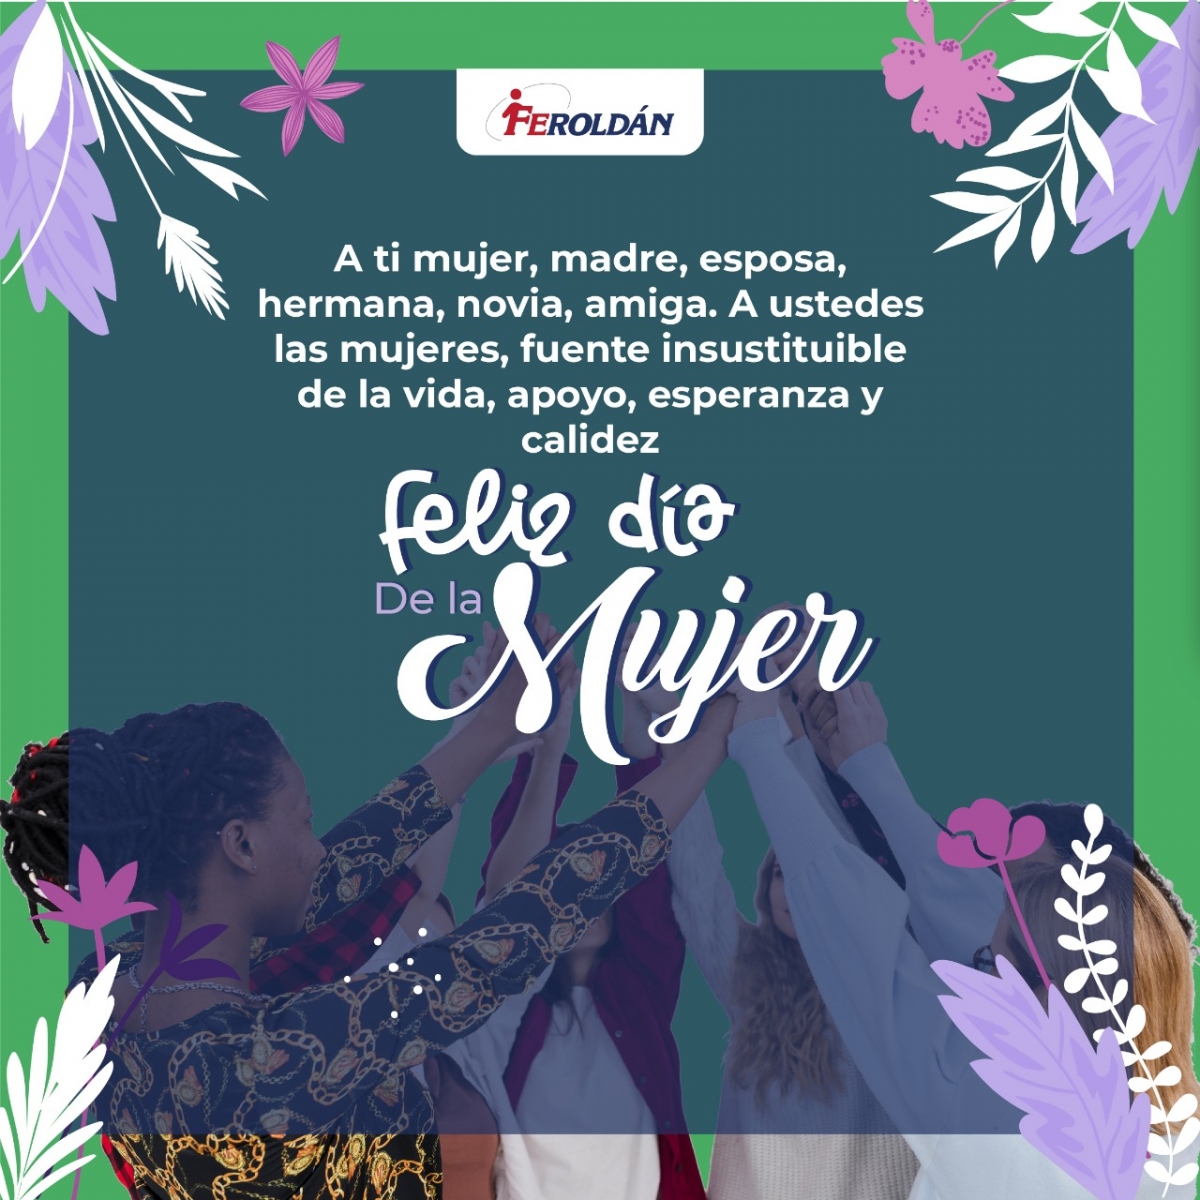 FEROLDÁN
A ti mujer, madre, esposa,
hermana, novia, amiga. A ustedes
las mujeres, fuente insustituible
de la vida, apoyo, esperanza y
calidez
feliz día
De la
Mujer